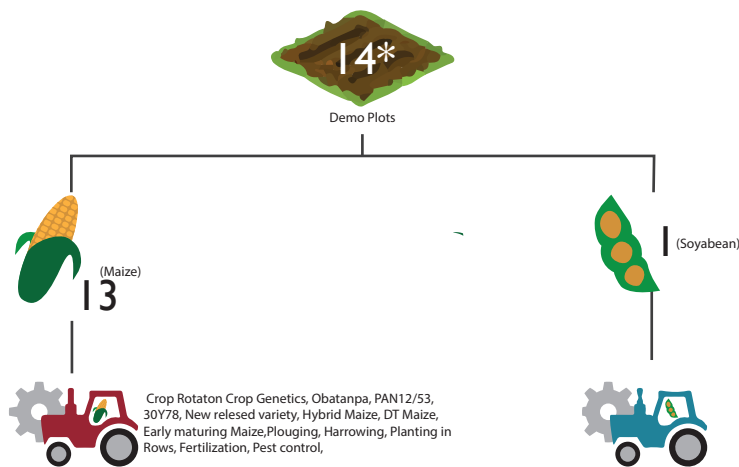 14*
Demo Plots
(Maize)
13
1 (Soyabean)
Crop Rotaton Crop Genetics, Obatanpa, PAN12/53,
30Y78, New relesed variety, Hybrid Maize, DT Maize,
Early maturing Maize,Plouging, Harrowing, Planting in
Rows, Fertilization, Pest control,